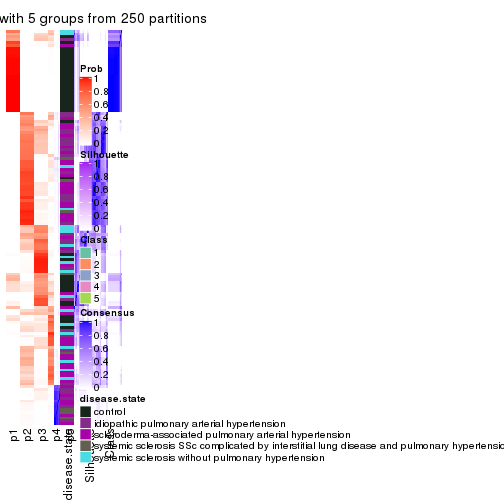 with 5 groups from 250 partitions
Prob
1
0.8
0.6
0.4
0.2
0
Silhouette
1
0.8
0.6
0.4
0.2
0
Class
1
2
3
4
5
Consensus
1
0.8
0.6
0.4
0.2
0
disease.state
control
idiopathic pulmonary arterial hypertension
scleroderma-associated pulmonary arterial hypertension
systemic sclerosis SSc complicated by interstitial lung disease and pulmonary hypertension
systemic sclerosis without pulmonary hypertension
p1
p2
p3
p4
disease.state
Silh
Class